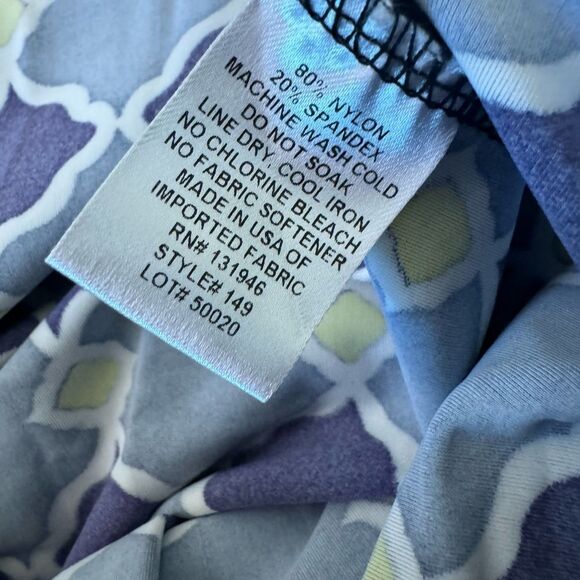 80% NYLON
20% SPANDEX
MACHINE WASH COLD
DO NOT SOAK
LINE DRY, COOL IRON
NO CHLORINE BLEACH
NO FABRIC SOFTENER
MADE IN USA OF
IMPORTED FABRIC
RN# 131946
STYLE# 149
LOT# 50020